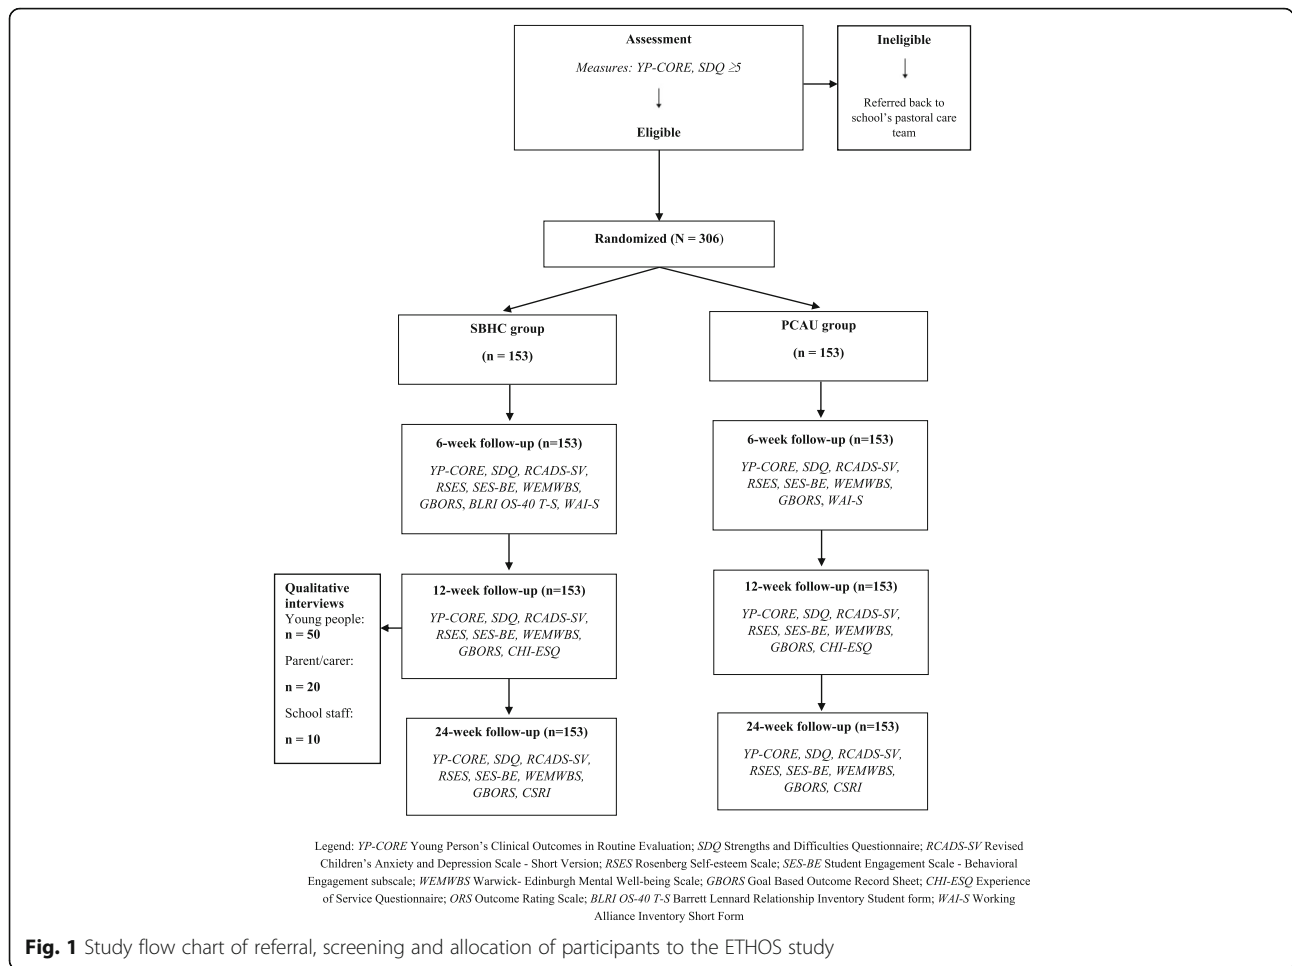 Assessment
Measures: YP-CORE, SDQ ≥5
Eligible
Ineligible
Referred back to
school's pastoral care
team
Randomized (N = 306)
SBHC group
(n = 153)
PCAU group
(n = 153)
6-week follow-up (n=153)
YP-CORE, SDQ, RCADS-SV,
RSES, SES-BE, WEMWBS,
GBORS, BLRI OS-40 T-S, WAI-S
6-week follow-up (n=153)
YP-CORE, SDQ, RCADS-SV,
RSES, SES-BE, WEMWBS,
GBORS, WAI-S
Qualitative
interviews
Young people:
n = 50
Parent/carer:
n = 20
School staff:
n = 10
12-week follow-up (n=153)
YP-CORE, SDQ, RCADS-SV,
RSES, SES-BE, WEMWBS,
GBORS, CHI-ESQ
12-week follow-up (n=153)
YP-CORE, SDQ, RCADS-SV,
RSES, SES-BE, WEMWBS,
GBORS, CHI-ESQ
24-week follow-up (n=153)
YP-CORE, SDQ, RCADS-SV,
RSES, SES-BE, WEMWBS,
GBORS, CSRI
24-week follow-up (n=153)
YP-CORE, SDQ, RCADS-SV,
RSES, SES-BE, WEMWBS,
GBORS, CSRI
Legend: YP-CORE Young Person's Clinical Outcomes in Routine Evaluation; SDQ Strengths and Difficulties Questionnaire; RCADS-SV Revised
Children's Anxiety and Depression Scale - Short Version; RSES Rosenberg Self-esteem Scale; SES-BE Student Engagement Scale - Behavioral
Engagement subscale; WEMWBS Warwick- Edinburgh Mental Well-being Scale; GBORS Goal Based Outcome Record Sheet; CHI-ESQ Experience
of Service Questionnaire; ORS Outcome Rating Scale; BLRI OS-40 T-S Barrett Lennard Relationship Inventory Student form; WAI-S Working
Alliance Inventory Short Form
Fig. 1 Study flow chart of referral, screening and allocation of participants to the ETHOS study